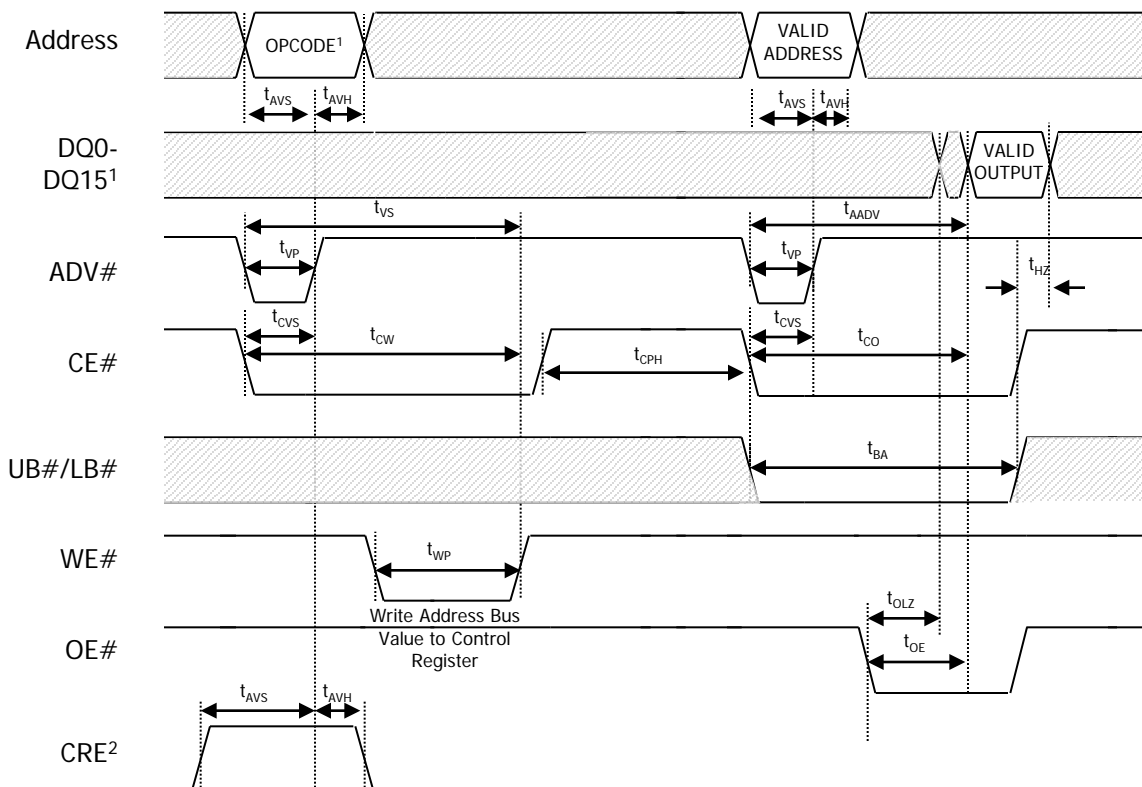 Address
OPCODE¹
VALID
ADDRESS
tAVS
tAVH
tAVS
tAVH
DQ0-
DQ15¹
VALID
OUTPUT
tVS
tAADV
ADV#
tVP
tVP
tHZ
CE#
tCVS
tCW
tCPH
tCVS
tCO
UB#/LB#
tBA
WE#
tWP
Write Address Bus
Value to Control
Register
OE#
tOLZ
tOE
tAVS
tAVH
CRE²